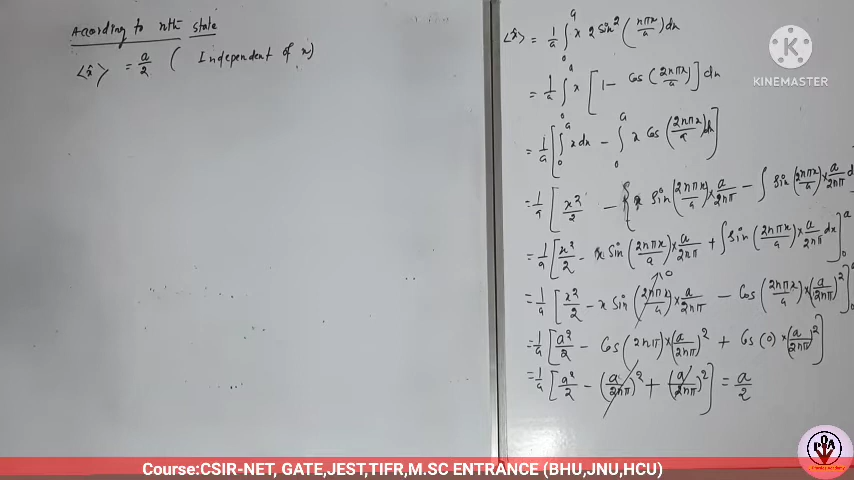 According to nth state
<x̂> = a/2 ( Independent of n)
<x̂> = 1/a ∫₀ᵃ x 2 Sin² (nπx/a) dx
= 1/a ∫₀ᵃ x [1 - Cos (2nπx/a)] dx
= 1/a [∫₀ᵃ x dx - ∫₀ᵃ x Cos (2nπx/a) dx]
= 1/a [x²/2 - { x Sin (2nπx/a) × a/2nπ - ∫ Sin (2nπx/a) × a/2nπ d
= 1/a [x²/2 - x Sin (2nπx/a) × a/2nπ + ∫ Sin (2nπx/a) × a/2nπ dx]₀ᵃ
= 1/a [x²/2 - x Sin (2nπx/a) × a/2nπ - Cos (2nπx/a) × (a/2nπ)²]₀
= 1/a [a²/2 - Cos (2nπ) × (a/2nπ)² + Cos (0) × (a/2nπ)²]
= 1/a [a²/2 - (a/2nπ)² + (a/2nπ)²] = a/2
K
KINEMASTER
Course:CSIR-NET, GATE,JEST,TIFR,M.SC ENTRANCE (BHU,JNU,HCU)